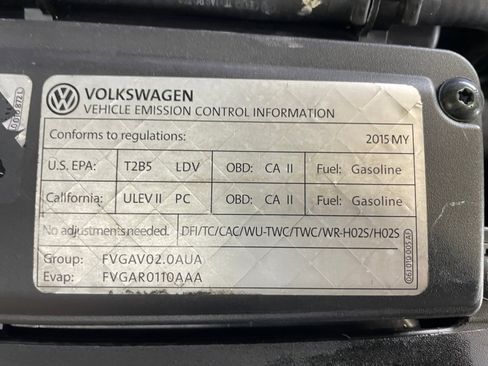 VOLKSWAGEN
VEHICLE EMISSION CONTROL INFORMATION
Conforms to regulations: 2015 MY
U.S. EPA: T2B5 LDV OBD: CA II Fuel: Gasoline
California: ULEV II PC OBD: CA II Fuel: Gasoline
No adjustments needed. DFI/TC/CAC/WU-TWC/TWC/WR-HO2S/HO2S
Group: FVGAV02.0AUA
Evap: FVGAR0110AAA